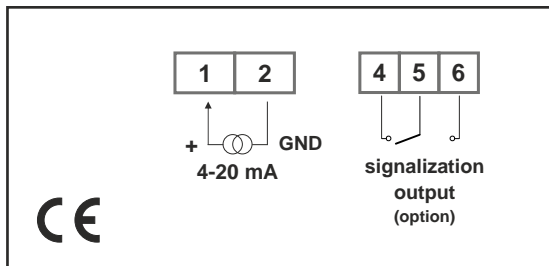 1 2
4 5 6
+ GND
4-20 mA
signalization
output
(option)
CE